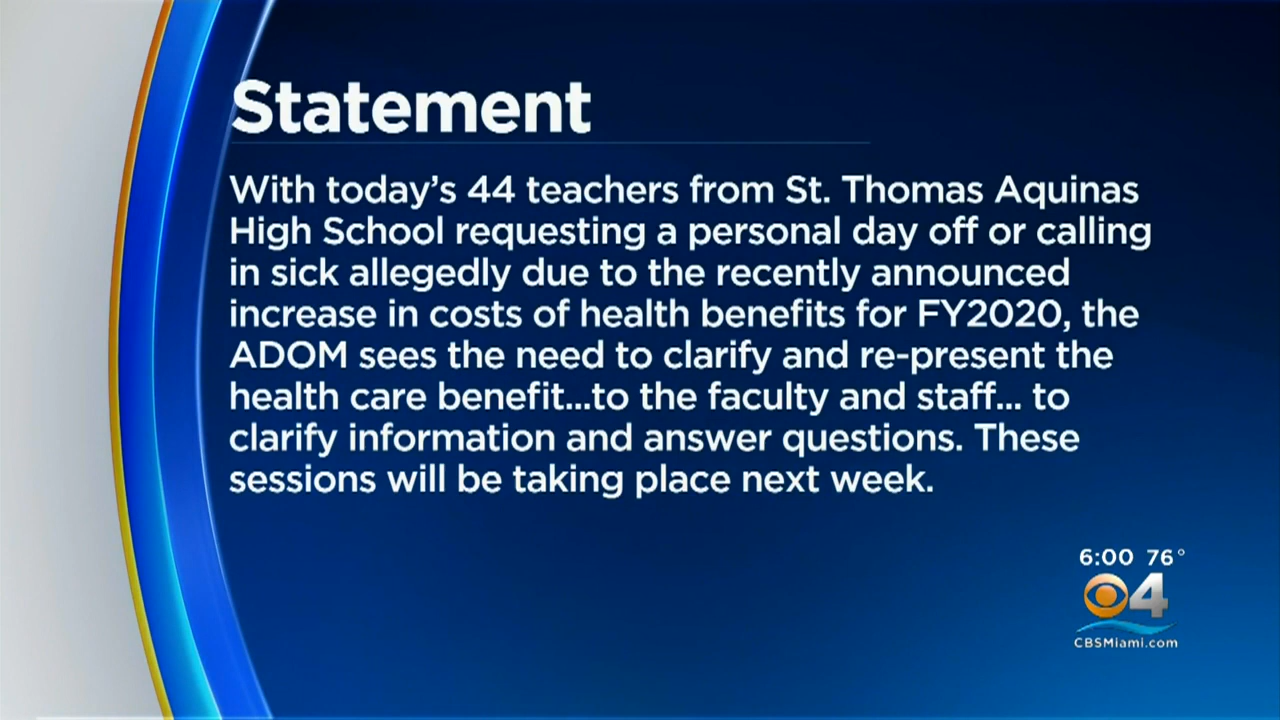 Statement
With today's 44 teachers from St. Thomas Aquinas
High School requesting a personal day off or calling
in sick allegedly due to the recently announced
increase in costs of health benefits for FY2020, the
ADOM sees the need to clarify and re-present the
health care benefit...to the faculty and staff... to
clarify information and answer questions. These
sessions will be taking place next week.
6:00 76°
4
CBSMiami.com